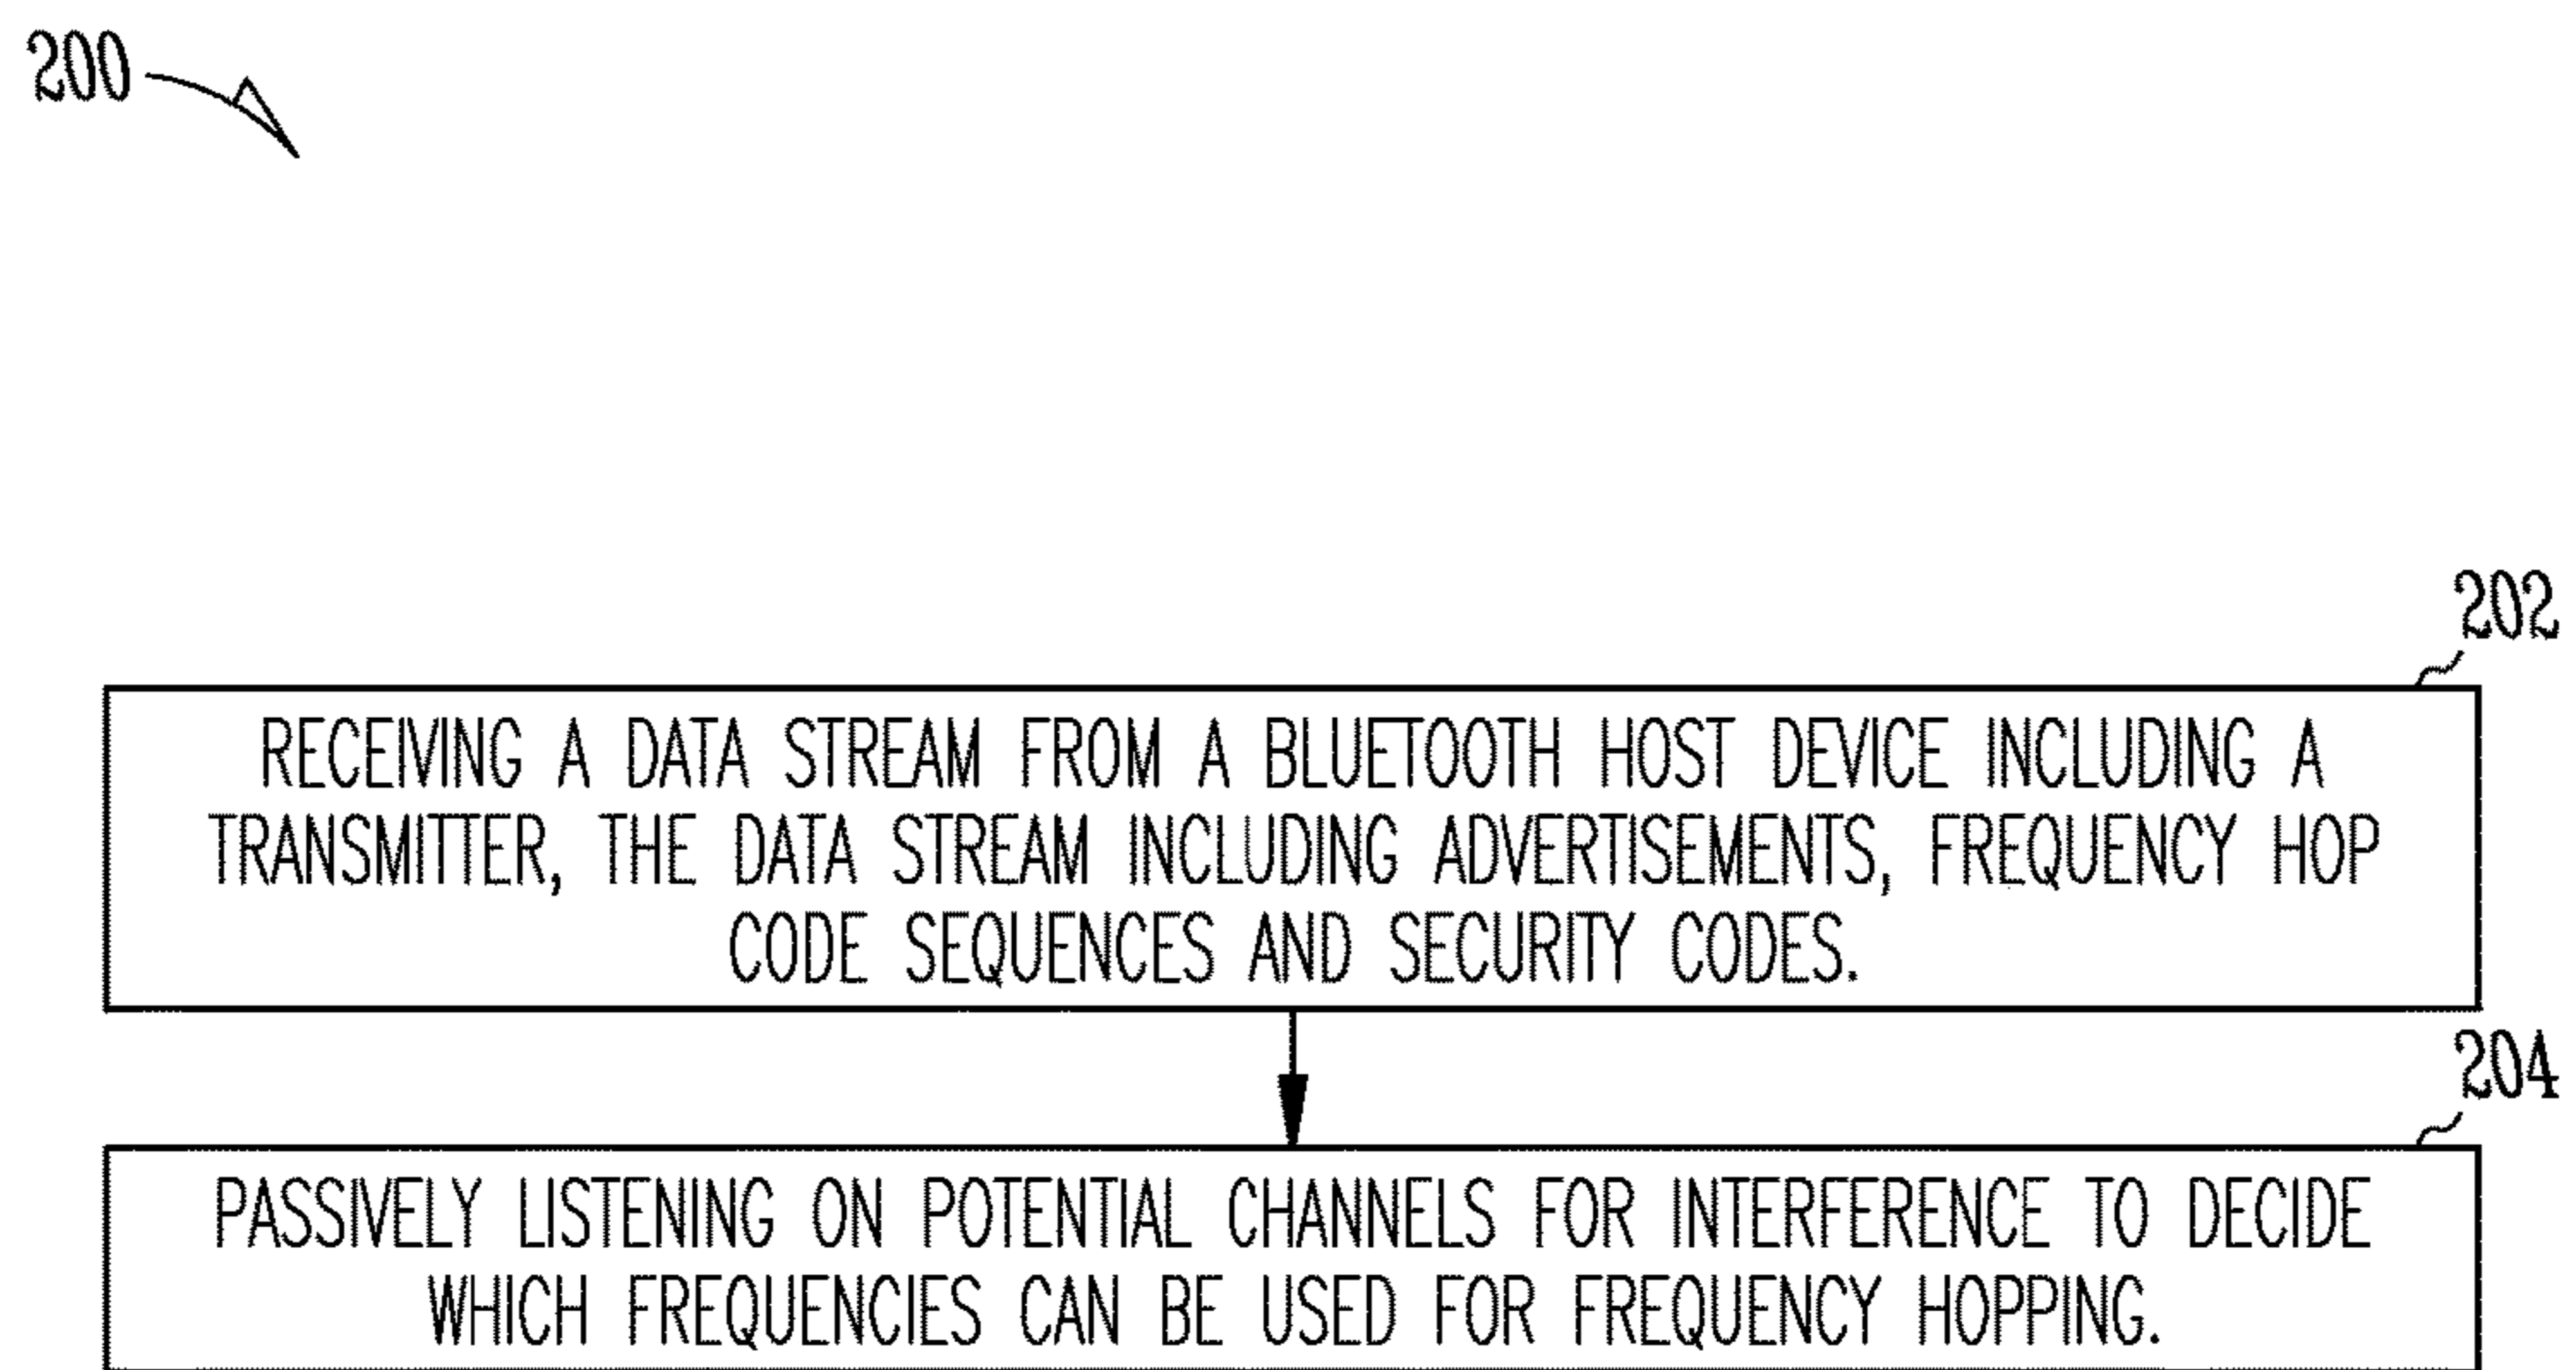 200
202
RECEIVING A DATA STREAM FROM A BLUETOOTH HOST DEVICE INCLUDING A
TRANSMITTER, THE DATA STREAM INCLUDING ADVERTISEMENTS, FREQUENCY HOP
CODE SEQUENCES AND SECURITY CODES.
204
PASSIVELY LISTENING ON POTENTIAL CHANNELS FOR INTERFERENCE TO DECIDE
WHICH FREQUENCIES CAN BE USED FOR FREQUENCY HOPPING.